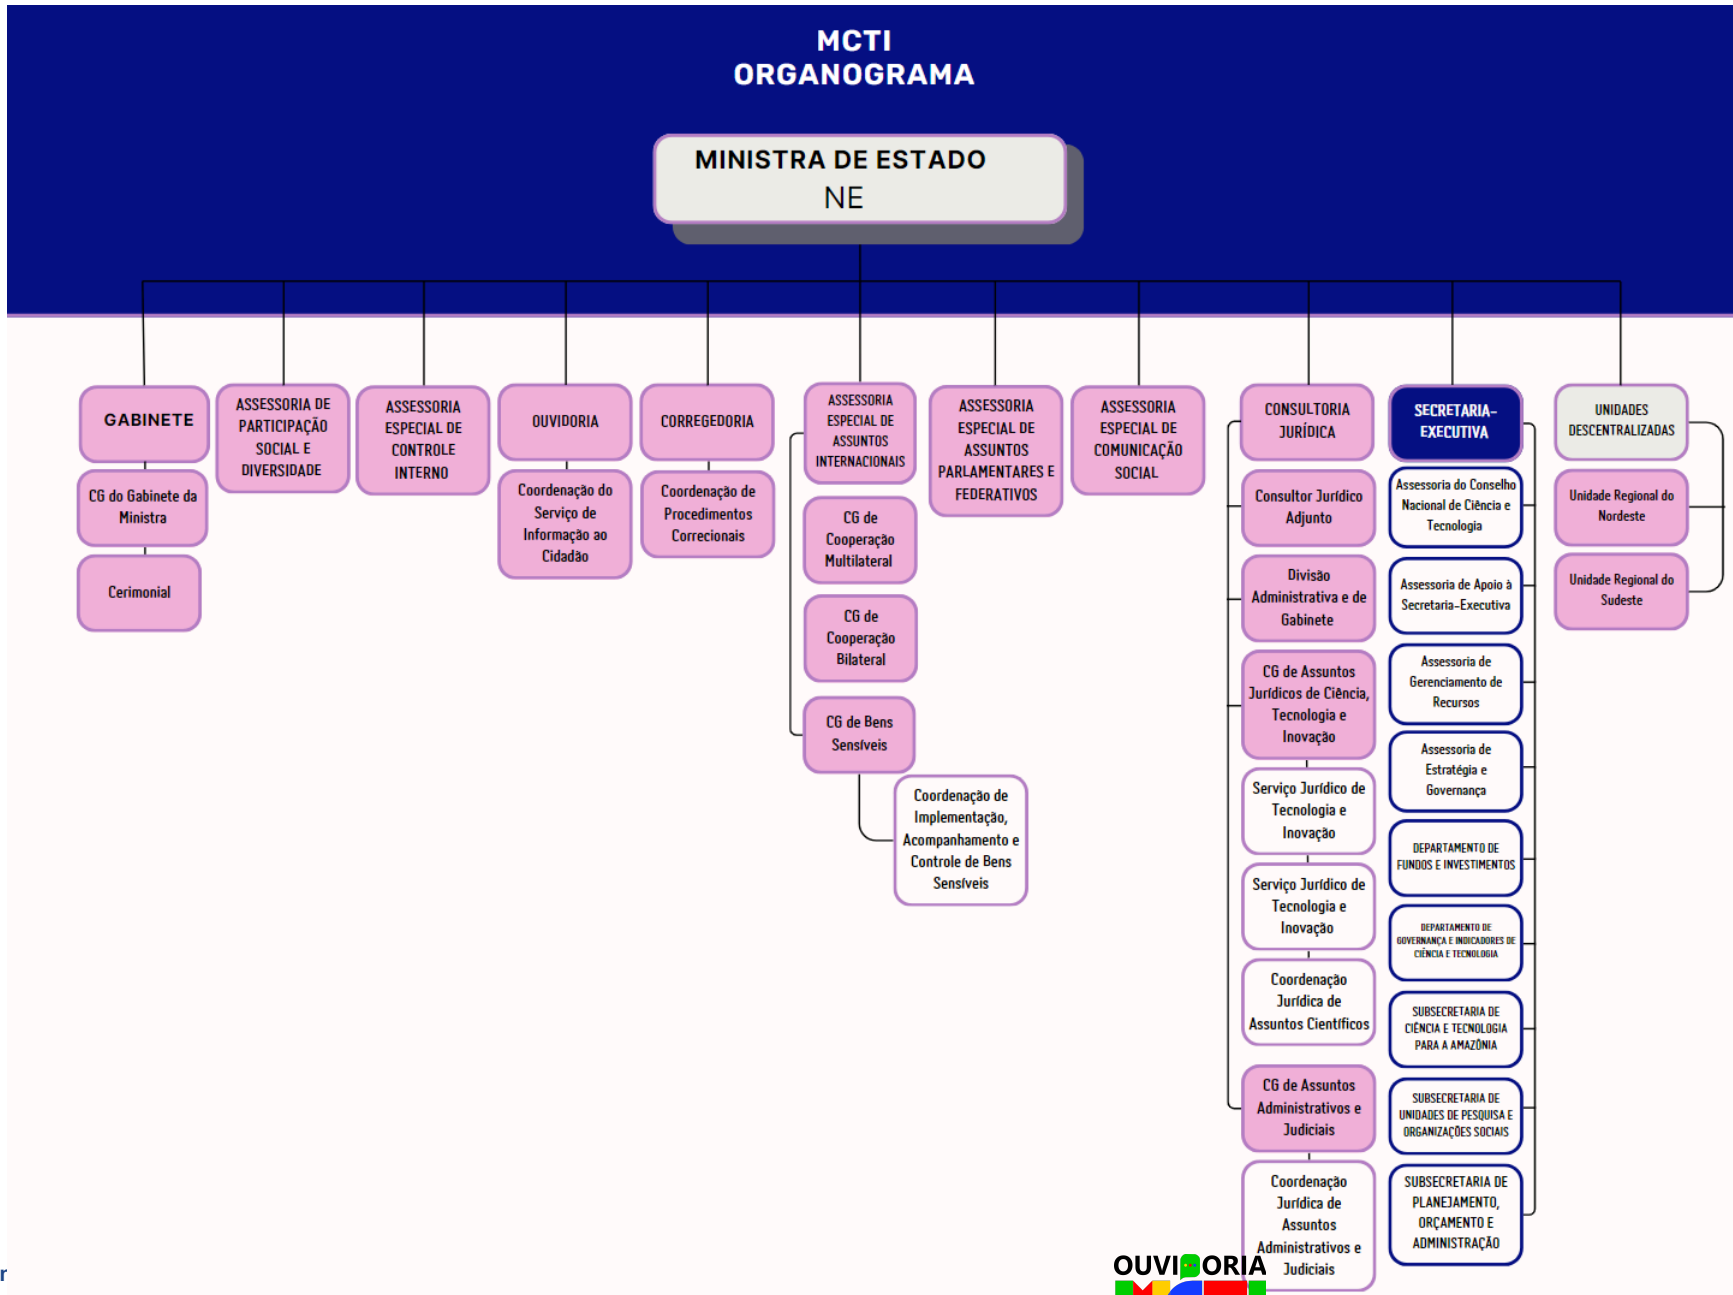 MCTI
ORGANOGRAMA
MINISTRA DE ESTADO
NE
GABINETE
CG do Gabinete da
Ministra
Cerimonial
ASSESSORIA DE
PARTICIPAÇÃO
SOCIAL E
DIVERSIDADE
ASSESSORIA
ESPECIAL DE
CONTROLE
INTERNO
OUVIDORIA
Coordenação do
Serviço de
Informação ao
Cidadão
CORREGEDORIA
Coordenação de
Procedimentos
Correcionais
ASSESSORIA
ESPECIAL DE
ASSUNTOS
INTERNACIONAIS
CG de
Cooperação
Multilateral
CG de
Cooperação
Bilateral
CG de Bens
Sensíveis
Coordenação de
Implementação,
Acompanhamento e
Controle de Bens
Sensíveis
ASSESSORIA
ESPECIAL DE
ASSUNTOS
PARLAMENTARES E
FEDERATIVOS
ASSESSORIA
ESPECIAL DE
COMUNICAÇÃO
SOCIAL
CONSULTORIA
JURÍDICA
Consultor Jurídico
Adjunto
Divisão
Administrativa e de
Gabinete
CG de Assuntos
Jurídicos de Ciência,
Tecnologia e
Inovação
Serviço Jurídico de
Tecnologia e
Inovação
Serviço Jurídico de
Tecnologia e
Inovação
Coordenação
Jurídica de
Assuntos Científicos
CG de Assuntos
Administrativos e
Judiciais
Coordenação
Jurídica de
Assuntos
Administrativos e
Judiciais
SECRETARIA-
EXECUTIVA
Assessoria do Conselho
Nacional de Ciência e
Tecnologia
Assessoria de Apoio à
Secretaria-Executiva
Assessoria de
Gerenciamento de
Recursos
Assessoria de
Estratégia e
Governança
DEPARTAMENTO DE
FUNDOS E INVESTIMENTOS
DEPARTAMENTO DE
GOVERNANÇA E INDICADORES DE
CIÊNCIA E TECNOLOGIA
SUBSECRETARIA DE
CIÊNCIA E TECNOLOGIA
PARA A AMAZÔNIA
SUBSECRETARIA DE
UNIDADES DE PESQUISA E
ORGANIZAÇÕES SOCIAIS
SUBSECRETARIA DE
PLANEJAMENTO,
ORÇAMENTO E
ADMINISTRAÇÃO
UNIDADES
DESCENTRALIZADAS
Unidade Regional do
Nordeste
Unidade Regional do
Sudeste
r
OUVIDORIA